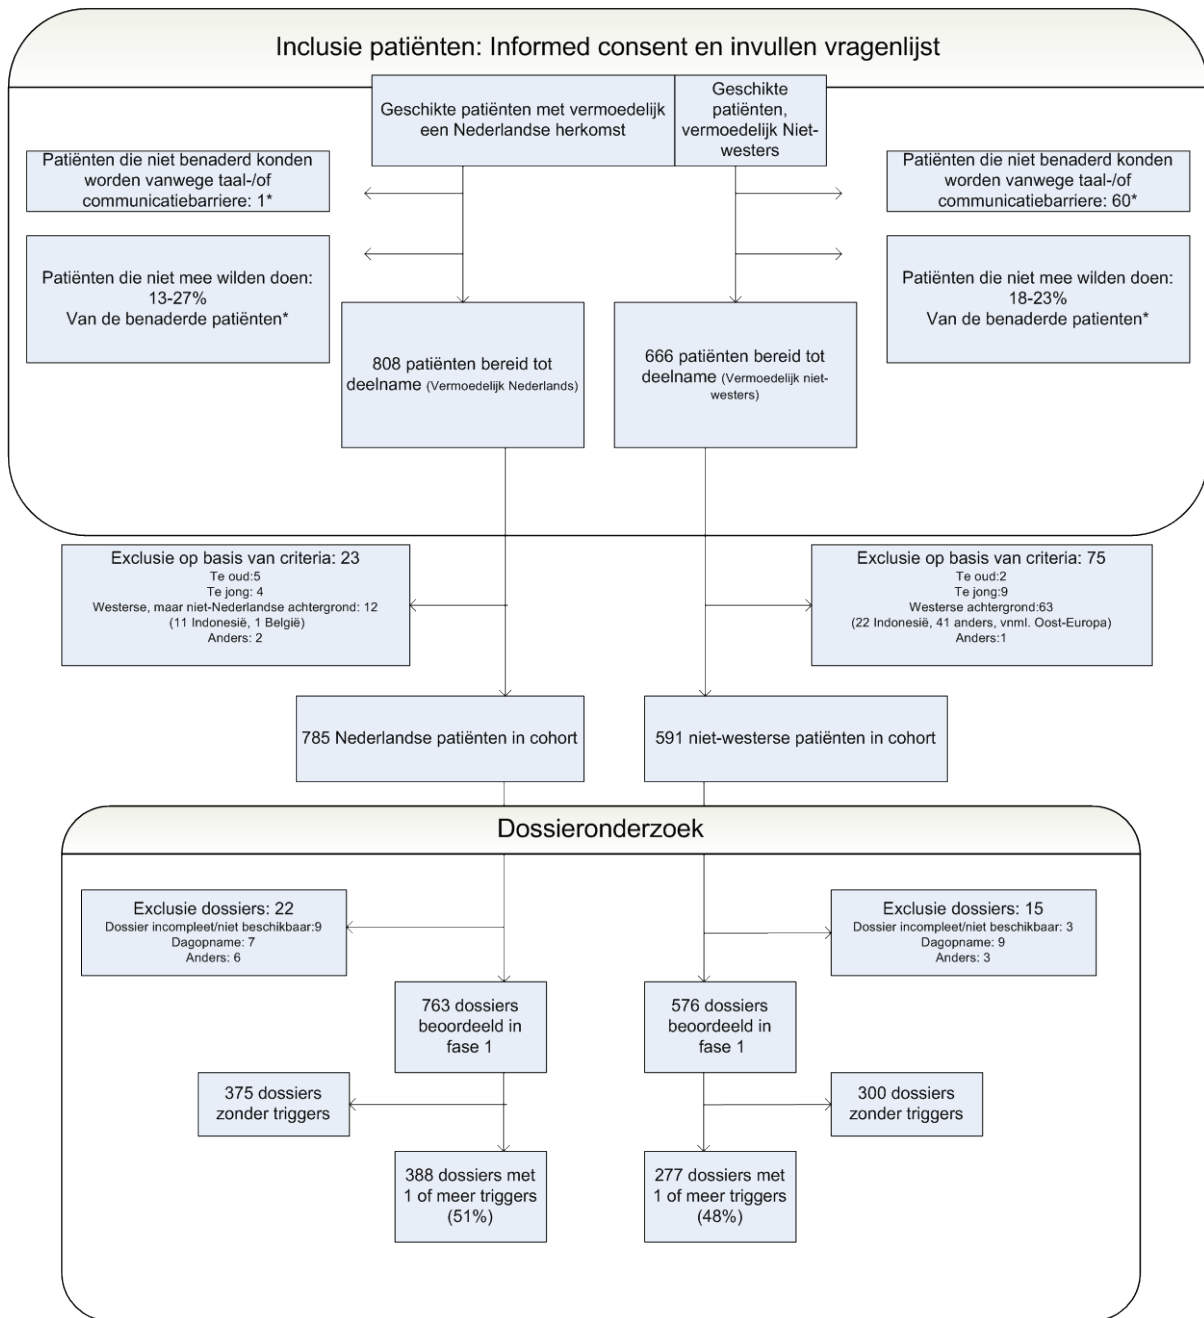 Inclusie patiënten: Informed consent en invullen vragenlijst
Geschikte patiënten met vermoedelijk
een Nederlandse herkomst
Geschikte
patiënten,
vermoedelijk Niet-
westers
Patiënten die niet benaderd konden
worden vanwege taal-/of
communicatiebarriere: 1*
Patiënten die niet benaderd konden
worden vanwege taal-/of
communicatiebarriere: 60*
Patiënten die niet mee wilden doen:
13-27%
Van de benaderde patiënten*
Patiënten die niet mee wilden doen:
18-23%
Van de benaderde patienten*
808 patiënten bereid tot
deelname (Vermoedelijk Nederlands)
666 patiënten bereid tot
deelname (Vermoedelijk niet-
westers)
Exclusie op basis van criteria: 23
Te oud:5
Te jong: 4
Westerse, maar niet-Nederlandse achtergrond: 12
(11 Indonesië, 1 België)
Anders: 2
Exclusie op basis van criteria: 75
Te oud:2
Te jong:9
Westerse achtergrond:63
(22 Indonesië, 41 anders, vnml. Oost-Europa)
Anders:1
785 Nederlandse patiënten in cohort
591 niet-westerse patiënten in cohort
Dossieronderzoek
Exclusie dossiers: 22
Dossier incompleet/niet beschikbaar:9
Dagopname: 7
Anders: 6
Exclusie dossiers: 15
Dossier incompleet/niet beschikbaar: 3
Dagopname: 9
Anders: 3
763 dossiers
beoordeeld in
fase 1
576 dossiers
beoordeeld in
fase 1
375 dossiers
zonder triggers
300 dossiers
zonder triggers
388 dossiers met
1 of meer triggers
(51%)
277 dossiers met
1 of meer triggers
(48%)